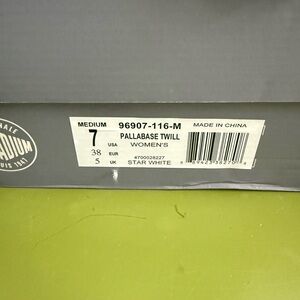 MEDIUM 96907-116-M MADE IN CHINA
7 USA PALLABASE TWILL
WOMEN'S
38 EUR
4700028227
5 UK STAR WHITE